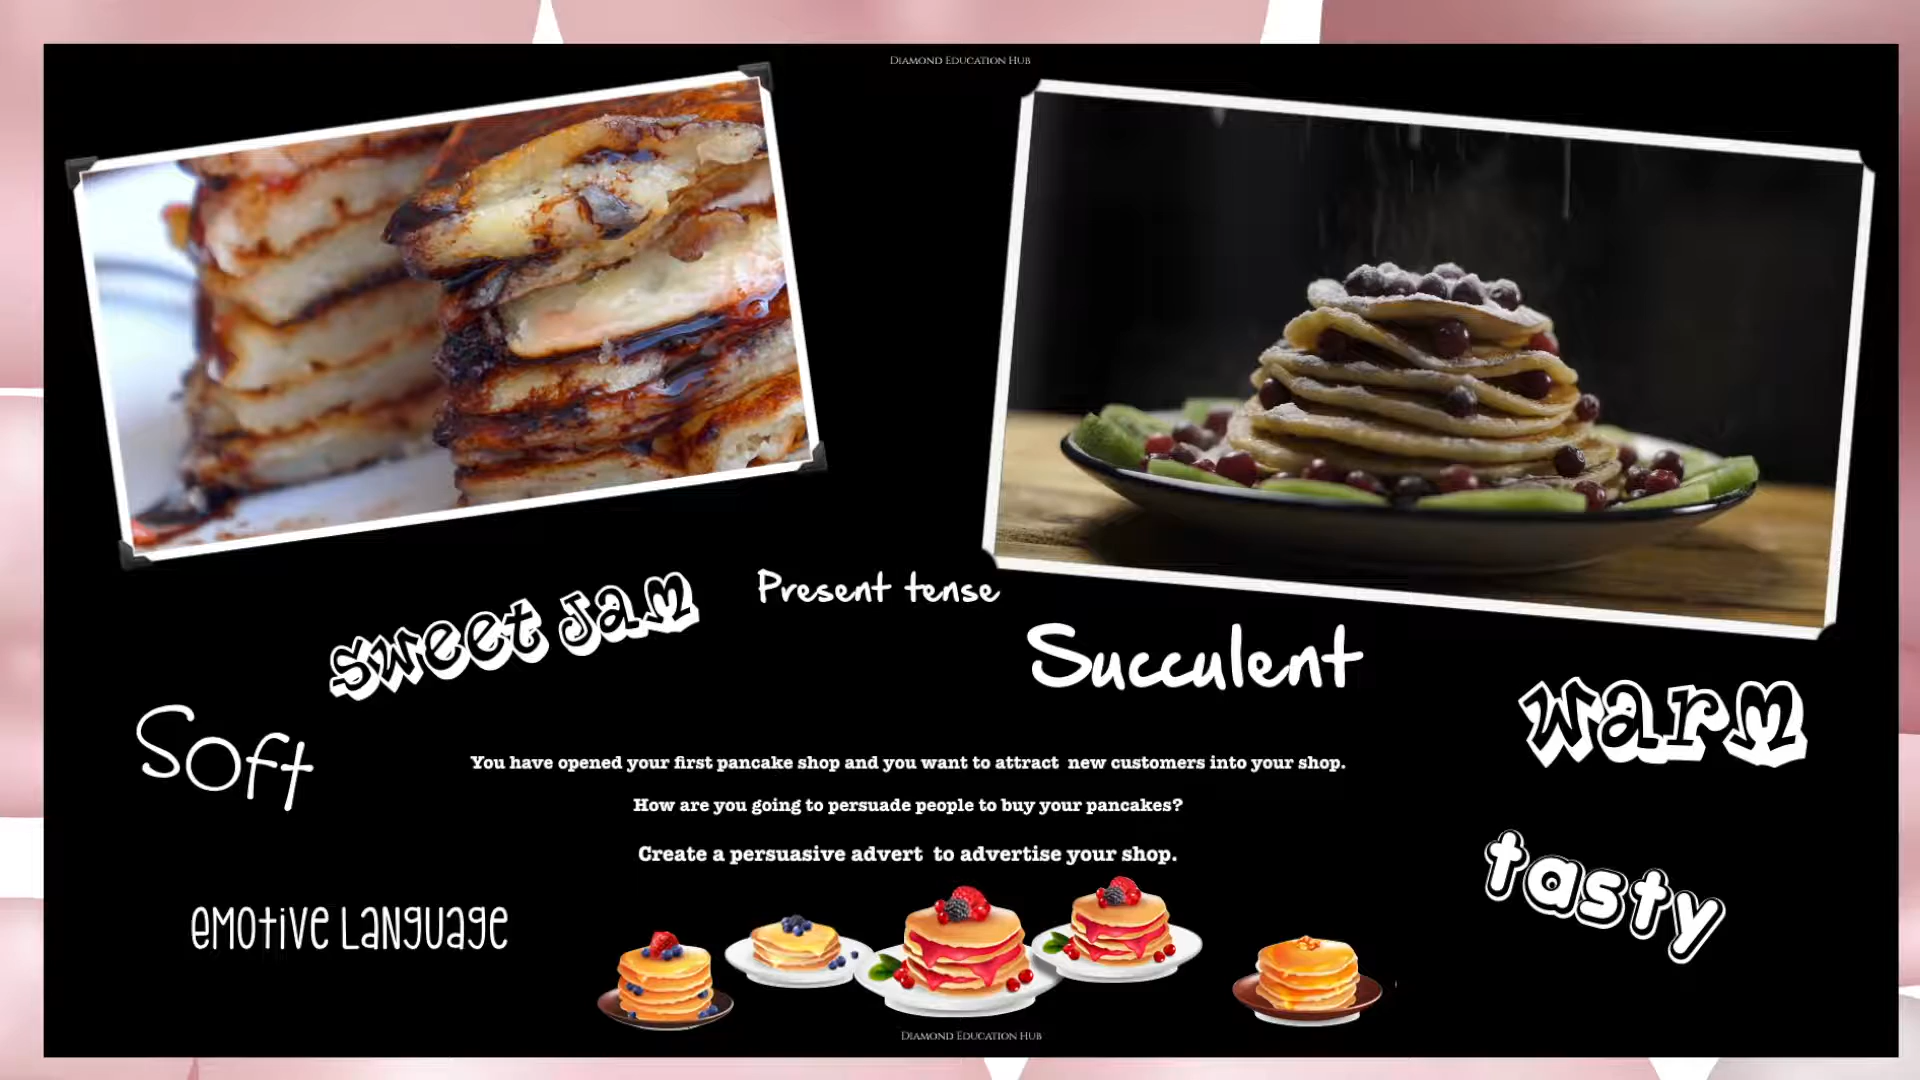 Diamond Education Hub
Present tense
sweet jam
Succulent
warm
Soft
You have opened your first pancake shop and you want to attract  new customers into your shop.
How are you going to persuade people to buy your pancakes?
Create a persuasive advert  to advertise your shop.
tasty
emotive language
Diamond Education Hub